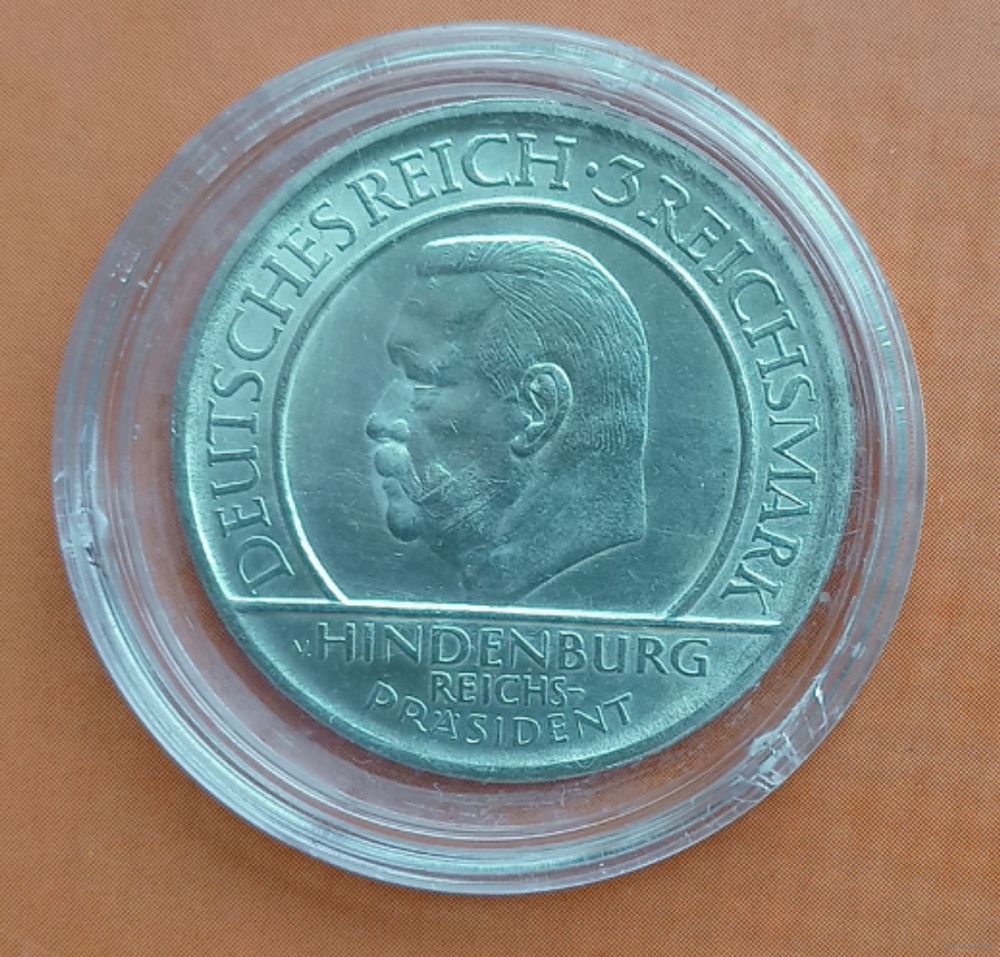 DEUTSCHES REICH · 3 REICHSMARK
v. HINDENBURG
REICHS-
PRÄSIDENT